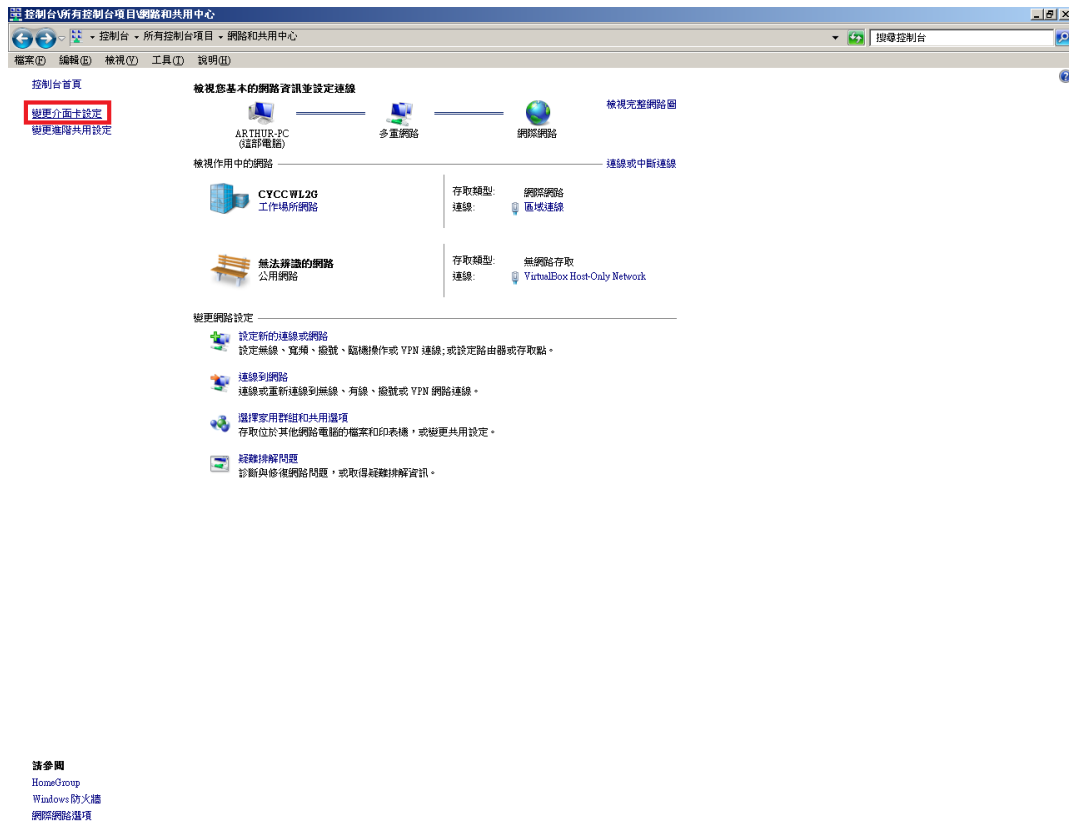 控制台\所有控制台項目\網路和共用中心
控制台 所有控制台項目 網路和共用中心
搜尋控制台
檔案(F) 編輯(E) 檢視(V) 工具(T) 說明(H)
控制台首頁
變更介面卡設定
變更進階共用設定
檢視您基本的網路資訊並設定連線
檢視完整網路圖
ARTHUR-PC
(這部電腦)
多重網路
網際網路
檢視作用中的網路
連線或中斷連線
CYCCWL2G
工作場所網路
存取類型: 網際網路
連線: 區域連線
無法辨識的網路
公用網路
存取類型: 無網路存取
連線: VirtualBox Host-Only Network
變更網路設定
設定新的連線或網路
設定無線、寬頻、撥號、臨機操作或 VPN 連線;或設定路由器或存取點。
連線到網路
連線或重新連線到無線、有線、撥號或 VPN 網路連線。
選擇家用群組和共用選項
存取位於其他網路電腦的檔案和印表機，或變更共用設定。
疑難排解問題
診斷與修復網路問題，或取得疑難排解資訊。
請參閱
HomeGroup
Windows 防火牆
網際網路選項